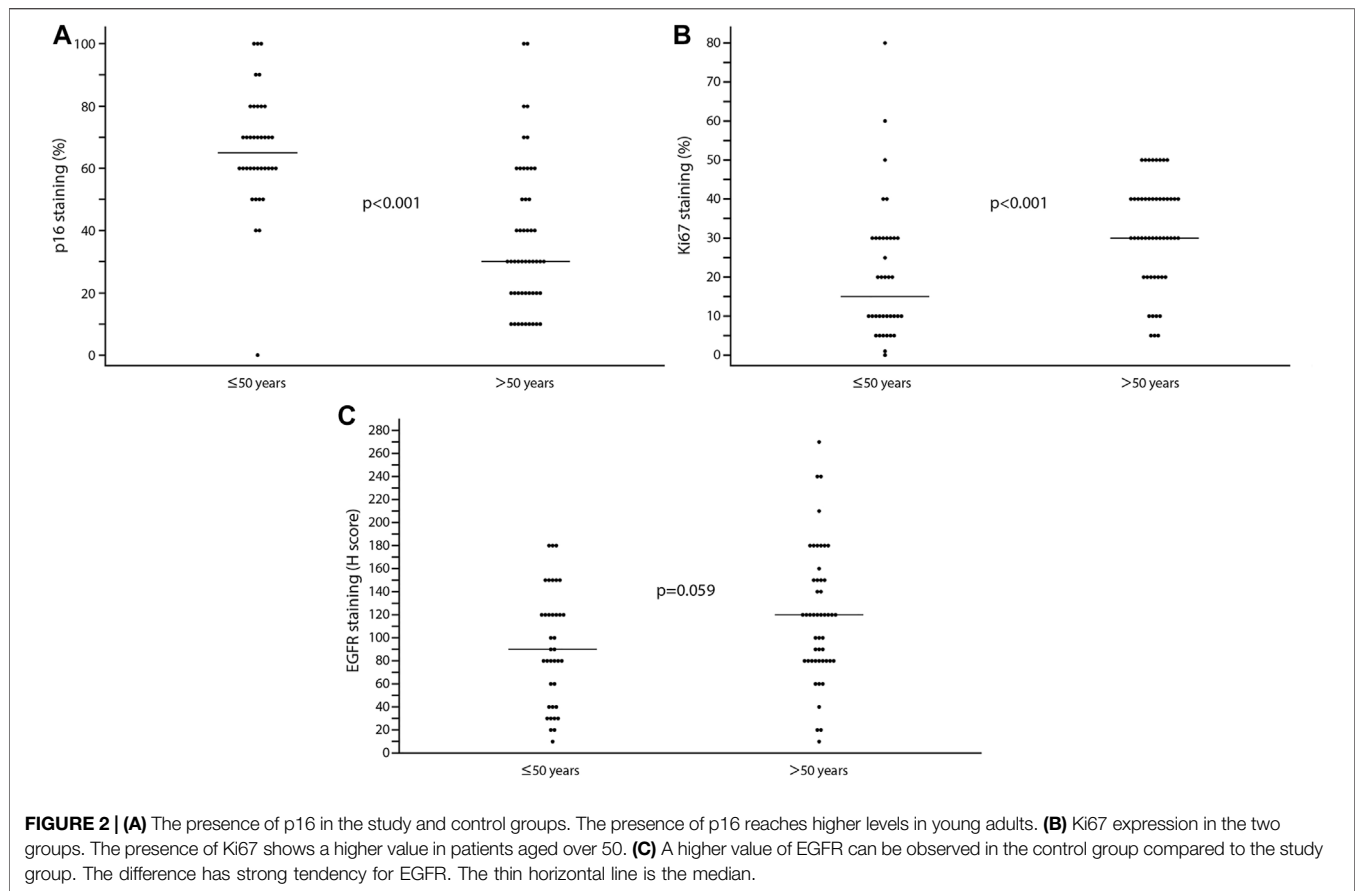 A
p16 staining (%)
100
80
60
40
20
0
p<0.001
≤50 years
>50 years
B
Ki67 staining (%)
80
70
60
50
40
30
20
10
0
p<0.001
≤50 years
>50 years
C
EGFR staining (H score)
280
260
240
220
200
180
160
140
120
100
80
60
40
20
0
p=0.059
≤50 years
>50 years
FIGURE 2 | (A) The presence of p16 in the study and control groups. The presence of p16 reaches higher levels in young adults. (B) Ki67 expression in the two
groups. The presence of Ki67 shows a higher value in patients aged over 50. (C) A higher value of EGFR can be observed in the control group compared to the study
group. The difference has strong tendency for EGFR. The thin horizontal line is the median.